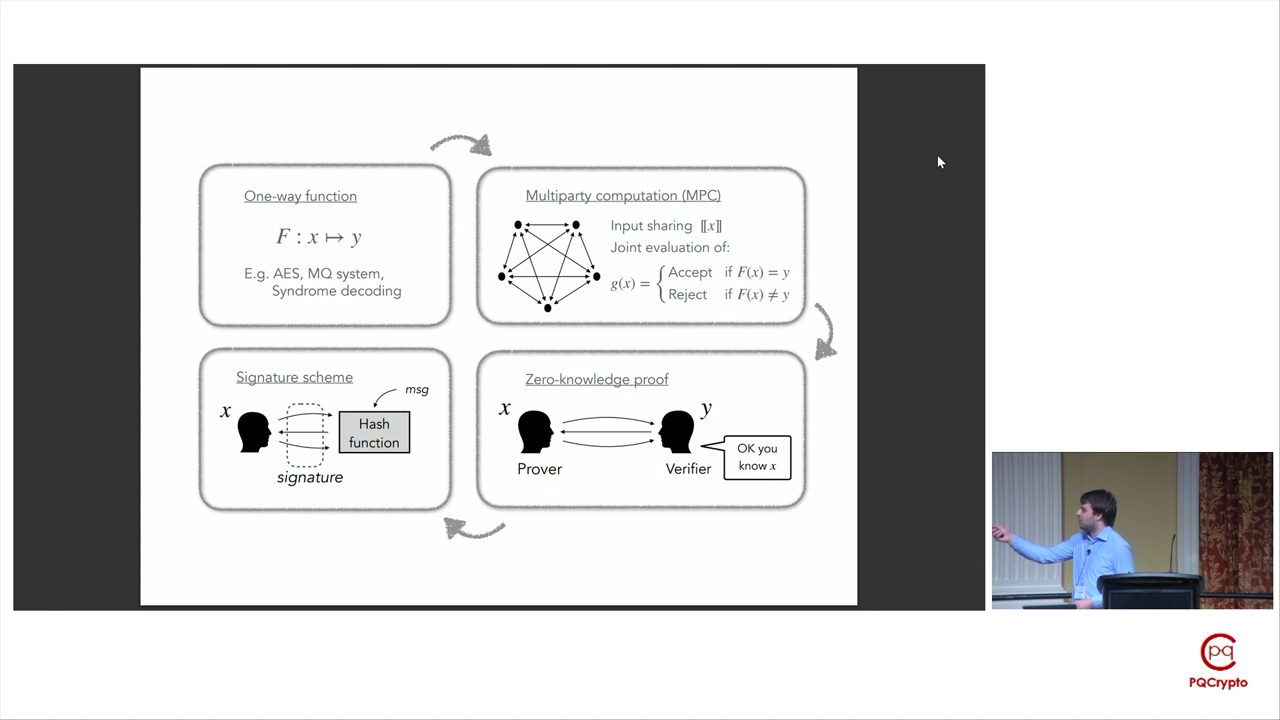 One-way function
F : x ↦ y
E.g. AES, MQ system,
Syndrome decoding
Multiparty computation (MPC)
Input sharing ⟦x⟧
Joint evaluation of:
g(x) = { Accept if F(x) = y
Reject if F(x) ≠ y
Signature scheme
msg
x
Hash
function
signature
Zero-knowledge proof
x
y
OK you
know x
Prover
Verifier
pq
PQCrypto